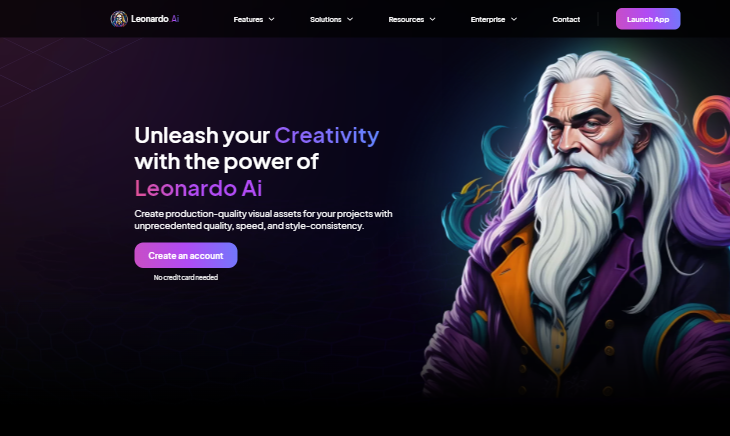 Leonardo.Ai
Features
Solutions
Resources
Enterprise
Contact
Launch App
Unleash your Creativity
with the power of
Leonardo Ai
Create production-quality visual assets for your projects with
unprecedented quality, speed, and style-consistency.
Create an account
No credit card needed